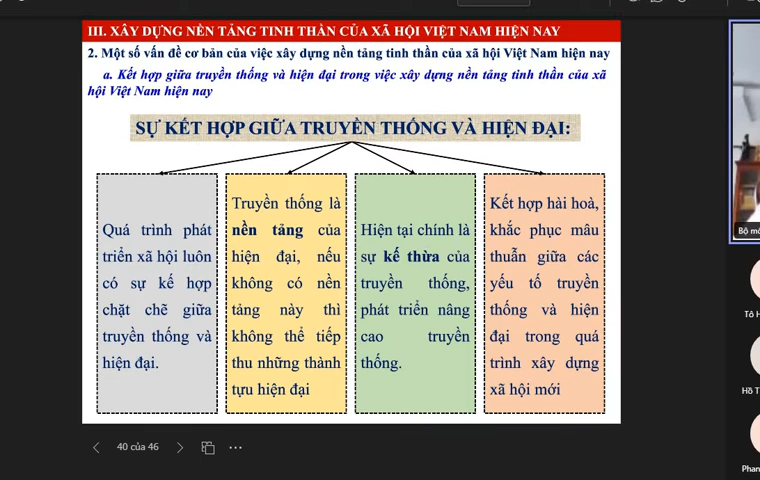 III. XÂY DỰNG NỀN TẢNG TINH THẦN CỦA XÃ HỘI VIỆT NAM HIỆN NAY
2. Một số vấn đề cơ bản của việc xây dựng nền tảng tinh thần của xã hội Việt Nam hiện nay
a. Kết hợp giữa truyền thống và hiện đại trong việc xây dựng nền tảng tinh thần của xã
hội Việt Nam hiện nay
SỰ KẾT HỢP GIỮA TRUYỀN THỐNG VÀ HIỆN ĐẠI:
Quá trình phát
triển xã hội luôn
có sự kế hợp
chặt chẽ giữa
truyền thống và
hiện đại.
Truyền thống là
nền tảng của
hiện đại, nếu
không có nền
tảng này thì
không thể tiếp
thu những thành
tựu hiện đại
Hiện tại chính là
sự kế thừa của
truyền thống,
phát triển nâng
cao truyền
thống.
Kết hợp hài hoà,
khắc phục mâu
thuẫn giữa các
yếu tố truyền
thống và hiện
đại trong quá
trình xây dựng
xã hội mới
40 của 46
Bộ mô
Tô H
Hồ T
Phan